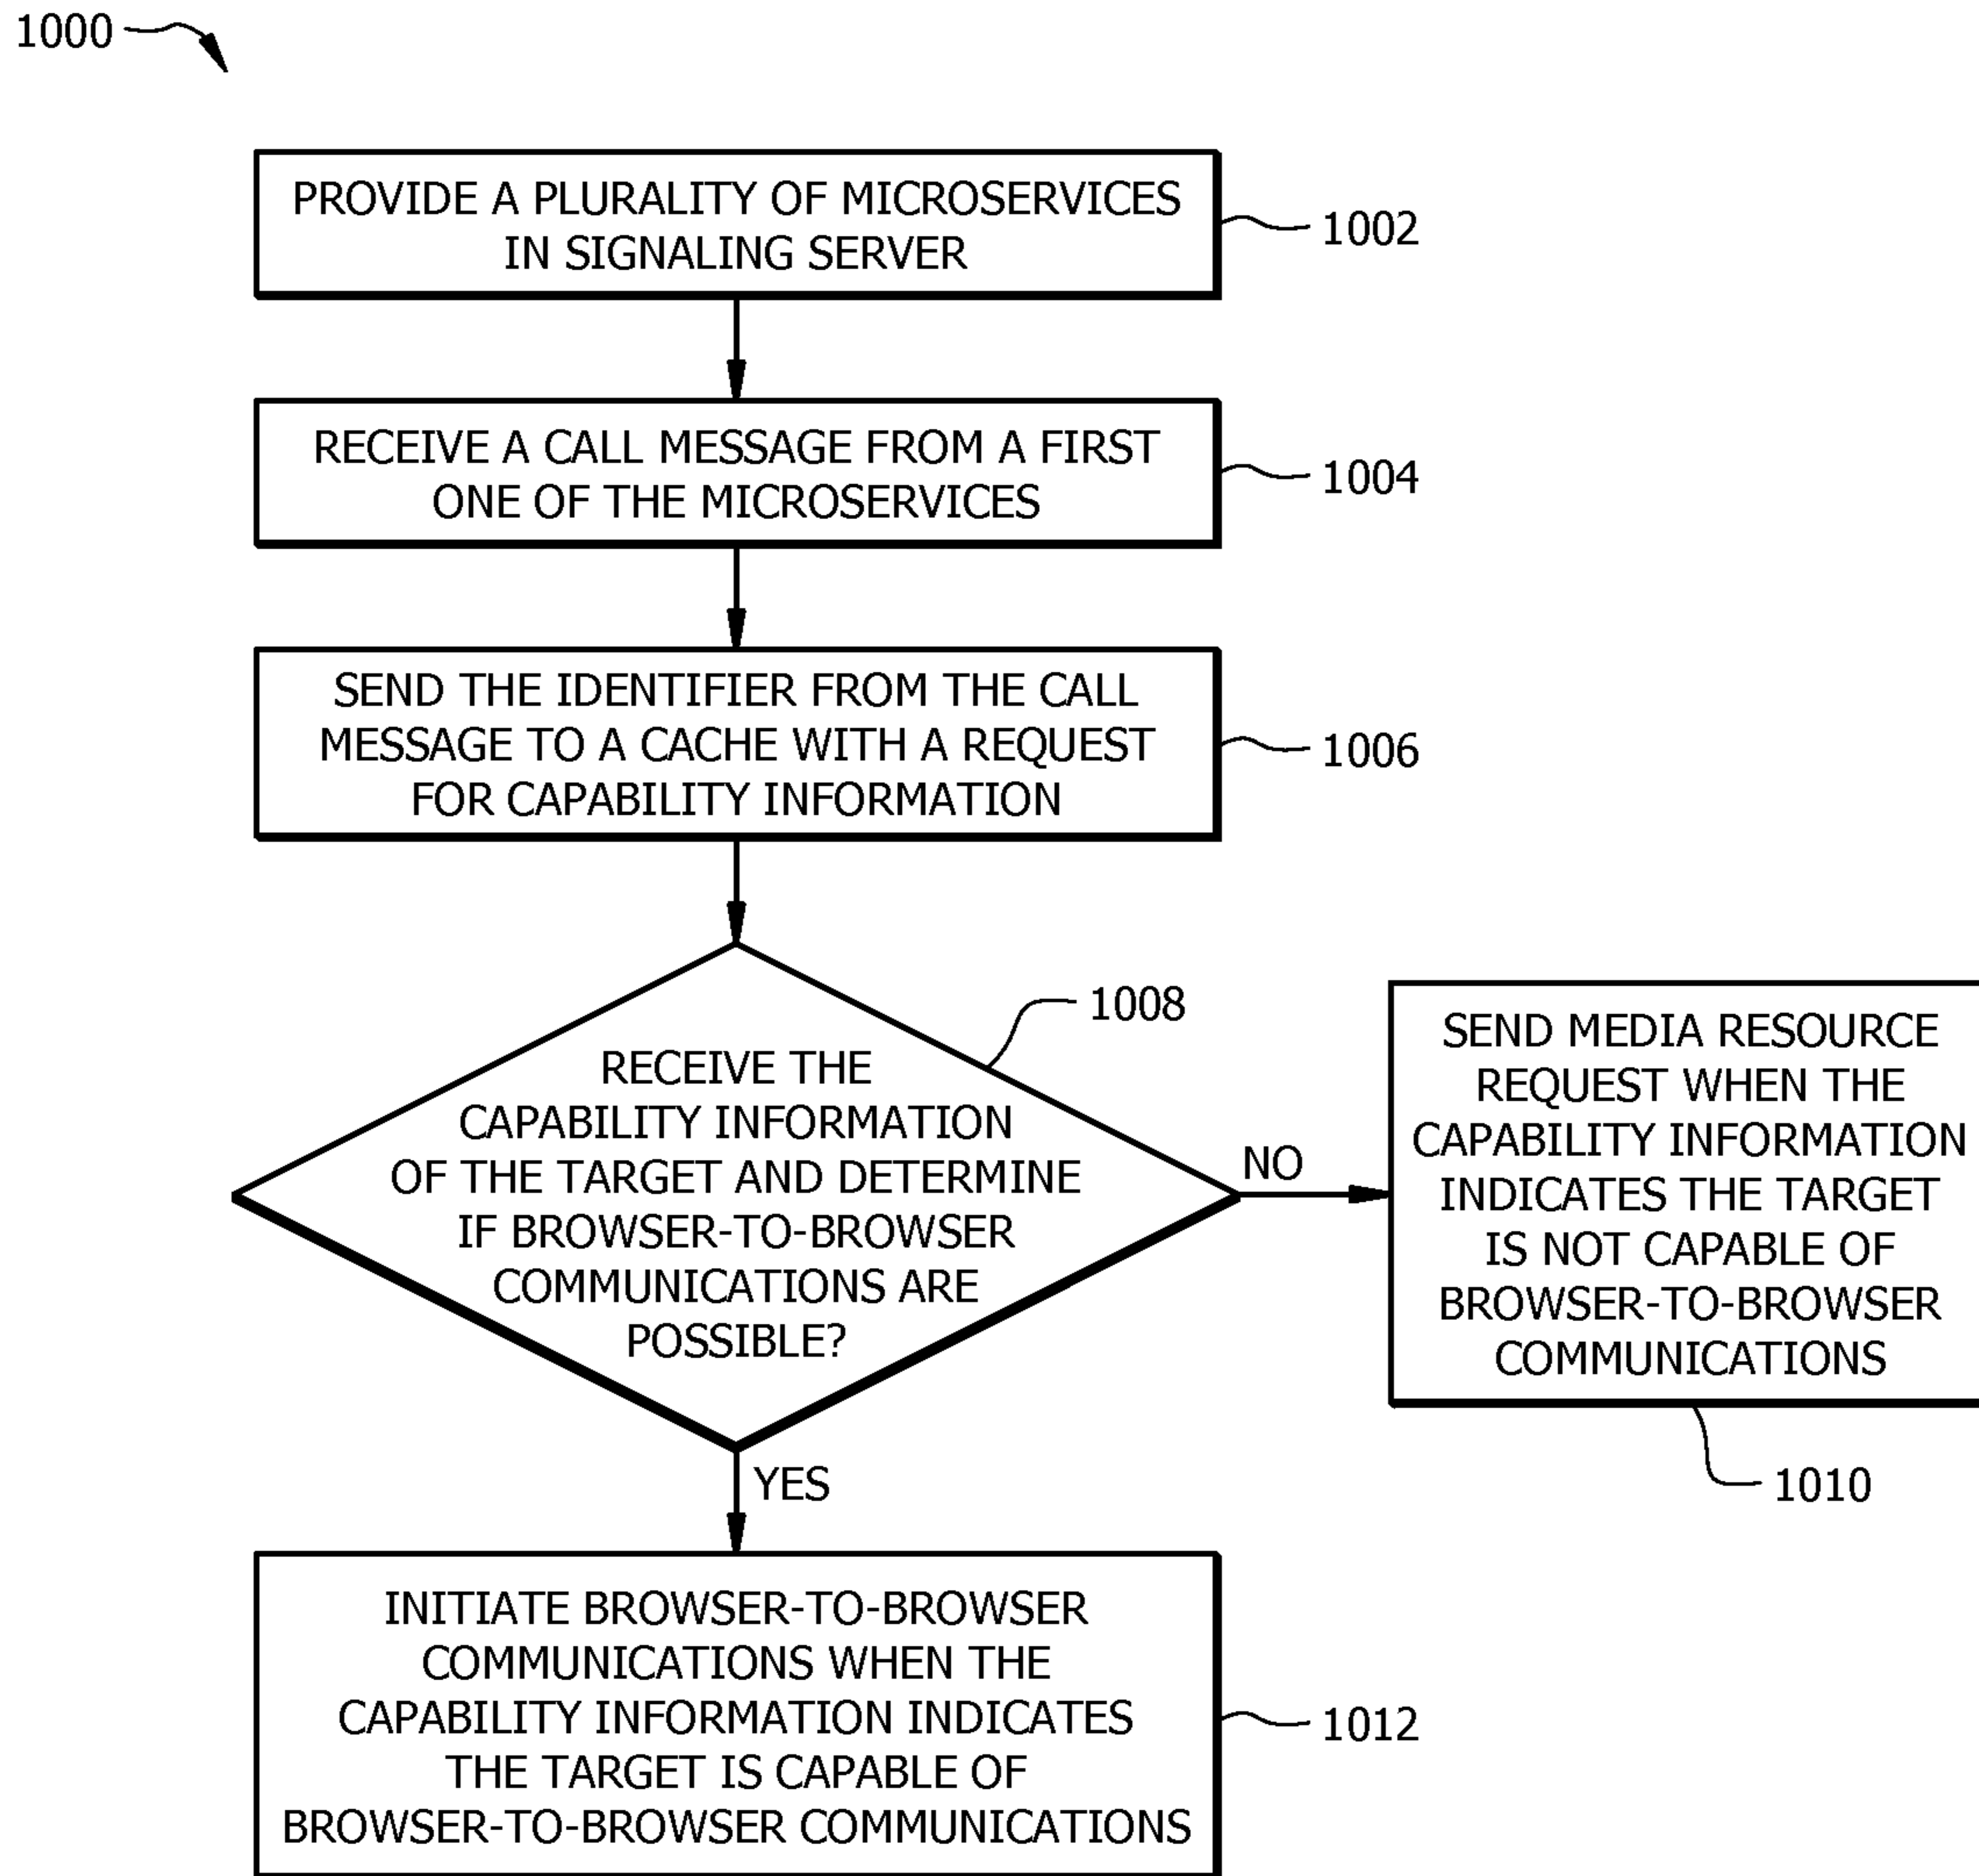 1000
PROVIDE A PLURALITY OF MICROSERVICES
IN SIGNALING SERVER
1002
RECEIVE A CALL MESSAGE FROM A FIRST
ONE OF THE MICROSERVICES
1004
SEND THE IDENTIFIER FROM THE CALL
MESSAGE TO A CACHE WITH A REQUEST
FOR CAPABILITY INFORMATION
1006
RECEIVE THE
CAPABILITY INFORMATION
OF THE TARGET AND DETERMINE
IF BROWSER-TO-BROWSER
COMMUNICATIONS ARE
POSSIBLE?
1008
NO
SEND MEDIA RESOURCE
REQUEST WHEN THE
CAPABILITY INFORMATION
INDICATES THE TARGET
IS NOT CAPABLE OF
BROWSER-TO-BROWSER
COMMUNICATIONS
1010
YES
INITIATE BROWSER-TO-BROWSER
COMMUNICATIONS WHEN THE
CAPABILITY INFORMATION INDICATES
THE TARGET IS CAPABLE OF
BROWSER-TO-BROWSER COMMUNICATIONS
1012